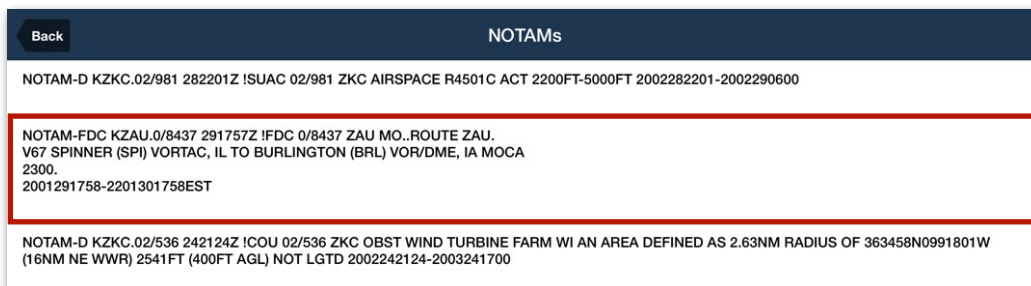 Back
NOTAMs
NOTAM-D KZKC.02/981 282201Z !SUAC 02/981 ZKC AIRSPACE R4501C ACT 2200FT-5000FT 2002282201-2002290600
NOTAM-FDC KZAU.0/8437 291757Z !FDC 0/8437 ZAU MO..ROUTE ZAU.
V67 SPINNER (SPI) VORTAC, IL TO BURLINGTON (BRL) VOR/DME, IA MOCA
2300.
2001291758-2201301758EST
NOTAM-D KZKC.02/536 242124Z !COU 02/536 ZKC OBST WIND TURBINE FARM WI AN AREA DEFINED AS 2.63NM RADIUS OF 363458N0991801W
(16NM NE WWR) 2541FT (400FT AGL) NOT LGTD 2002242124-2003241700